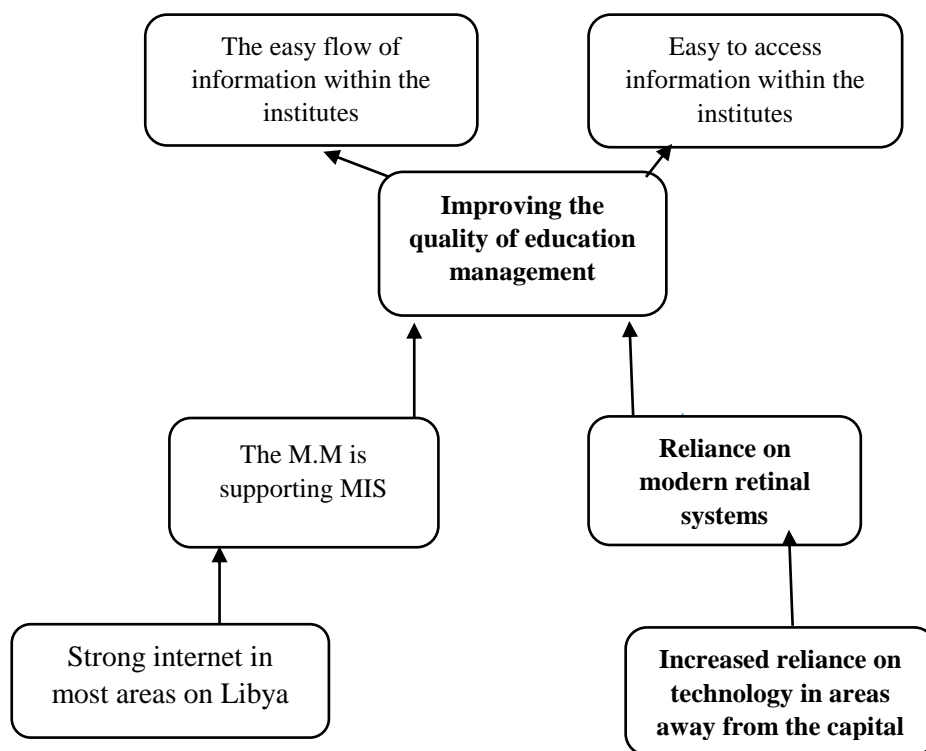 The easy flow of
information within the
institutes
Easy to access
information within the
institutes
Improving the
quality of education
management
The M.M is
supporting MIS
Reliance on
modern retinal
systems
Strong internet in
most areas on Libya
Increased reliance on
technology in areas
away from the capital